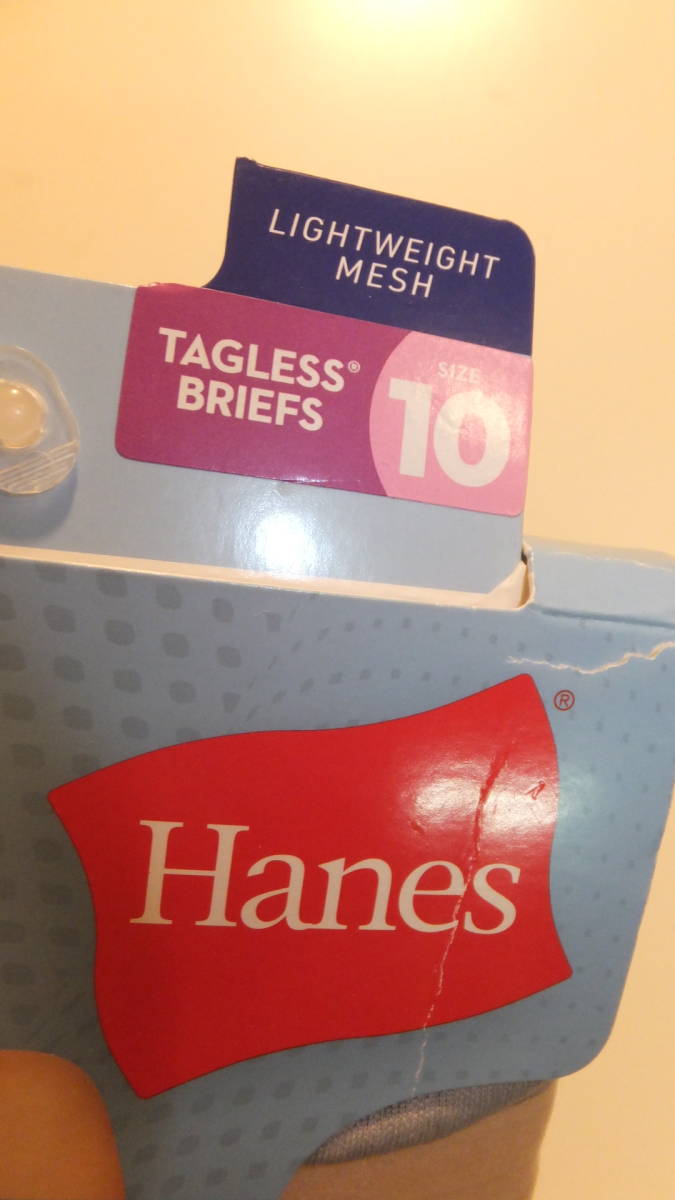 LIGHTWEIGHT
MESH
TAGLESS®
BRIEFS
SIZE
10
Hanes®